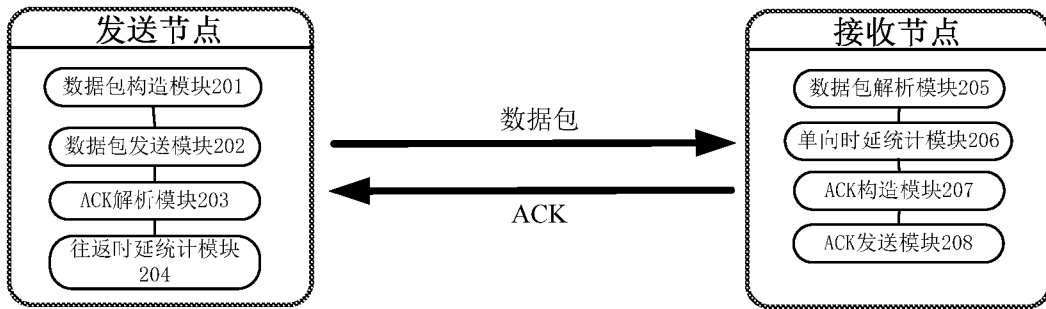 发送节点
数据包构造模块201
数据包发送模块202
ACK解析模块203
往返时延统计模块
204
数据包
ACK
接收节点
数据包解析模块205
单向时延统计模块206
ACK构造模块207
ACK发送模块208